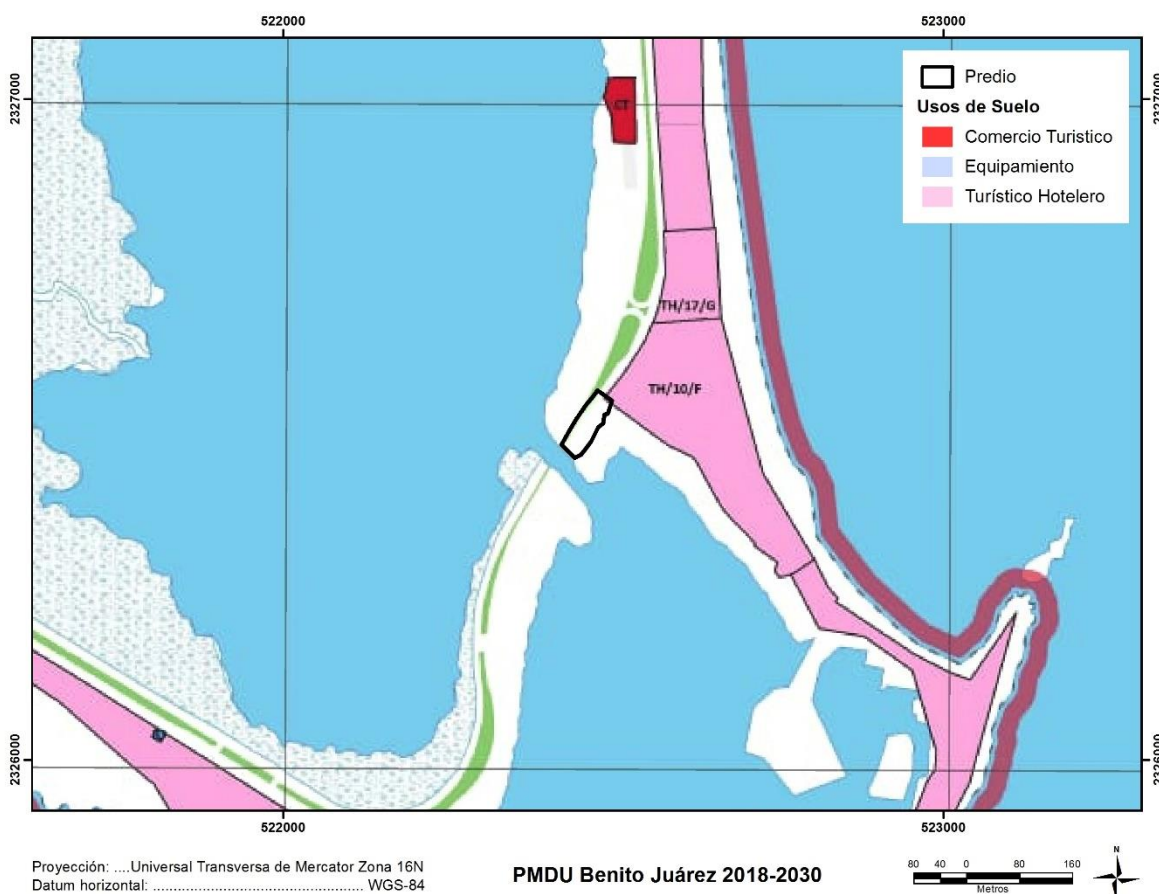 522000
523000
2327000
2327000
Predio
Usos de Suelo
Comercio Turistico
Equipamiento
Turístico Hotelero
CT
TH/17/G
TH/10/F
2326000
2326000
522000
523000
Proyección: ....Universal Transversa de Mercator Zona 16N
Datum horizontal: ................................................ WGS-84
PMDU Benito Juárez 2018-2030
80 40 0 80 160
Metros
N